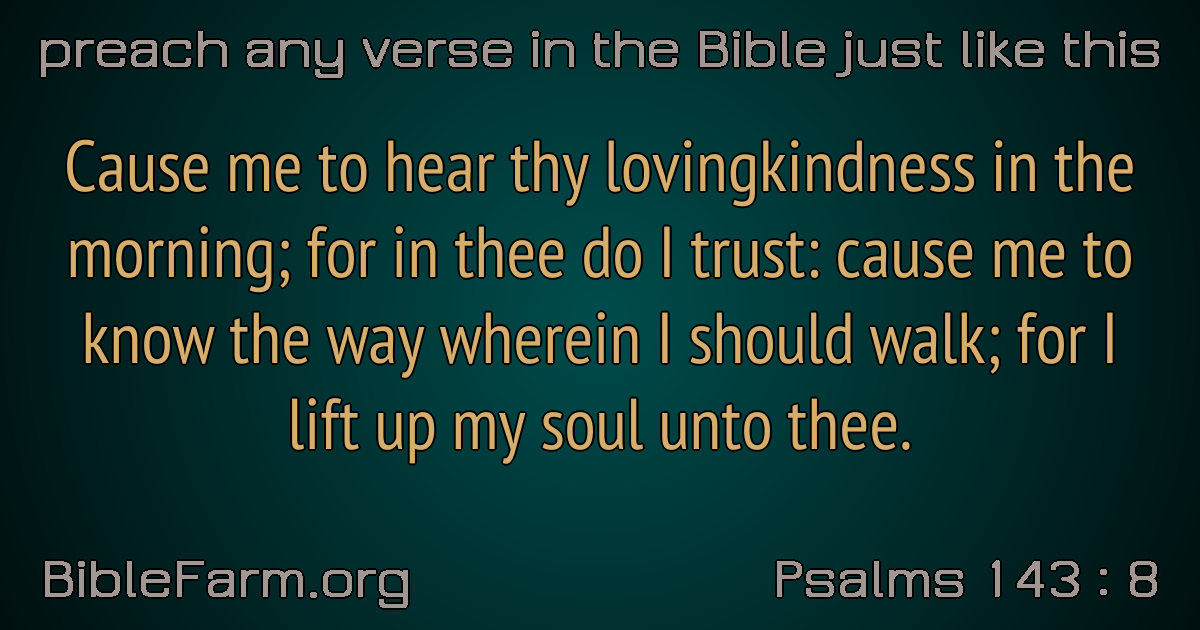 preach any verse in the Bible just like this
Cause me to hear thy lovingkindness in the
morning; for in thee do I trust: cause me to
know the way wherein I should walk; for I
lift up my soul unto thee.
BibleFarm.org
Psalms 143 : 8